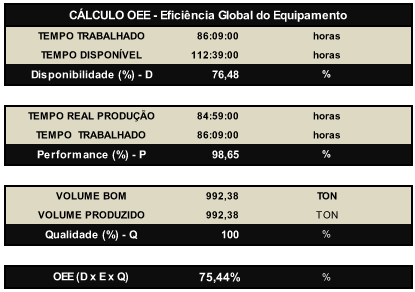 CÁLCULO OEE - Eficiência Global do Equipamento
TEMPO TRABALHADO 86:09:00 horas
TEMPO DISPONÍVEL 112:39:00 horas
Disponibilidade (%) - D 76,48 %
TEMPO REAL PRODUÇÃO 84:59:00 horas
TEMPO TRABALHADO 86:09:00 horas
Performance (%) - P 98,65 %
VOLUME BOM 992,38 TON
VOLUME PRODUZIDO 992,38 TON
Qualidade (%) - Q 100 %
OEE (D x E x Q) 75,44% %